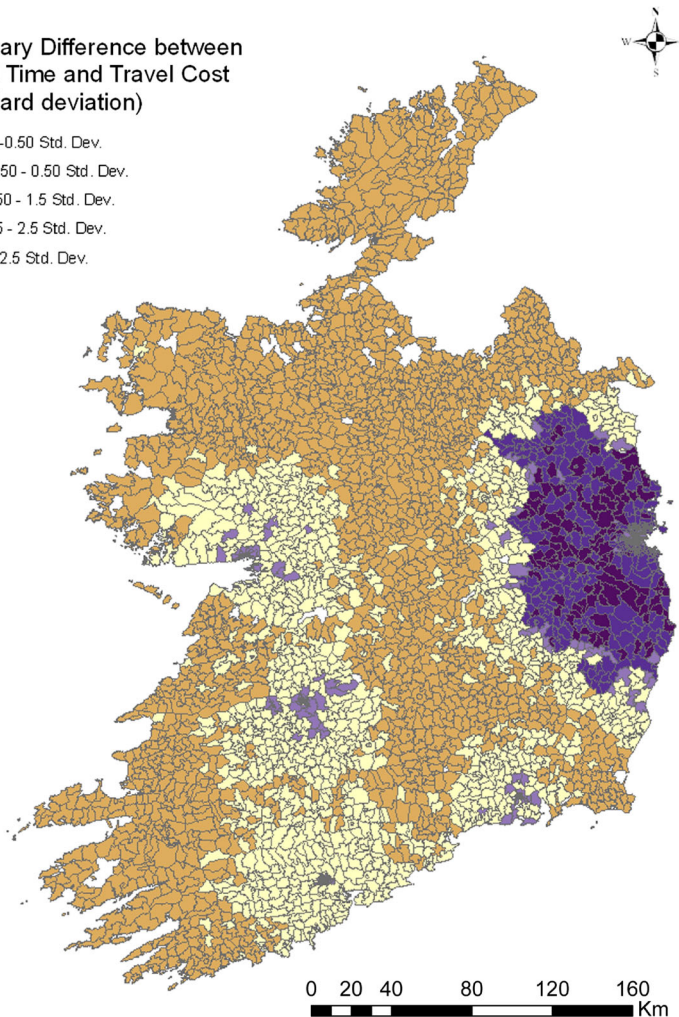 ary Difference between
Time and Travel Cost
ard deviation)
-0.50 Std. Dev.
50 - 0.50 Std. Dev.
50 - 1.5 Std. Dev.
5 - 2.5 Std. Dev.
2.5 Std. Dev.
N
W
E
S
0 20 40 80 120 160
Km